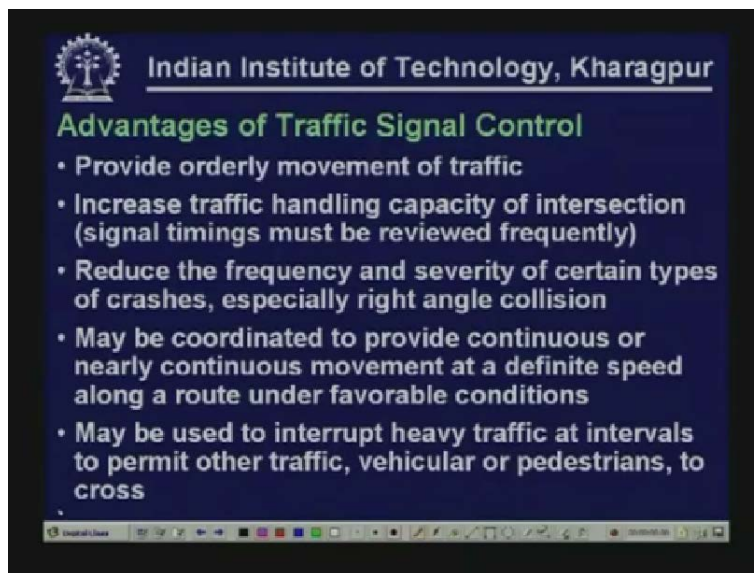 Indian Institute of Technology, Kharagpur
Advantages of Traffic Signal Control
• Provide orderly movement of traffic
• Increase traffic handling capacity of intersection
(signal timings must be reviewed frequently)
• Reduce the frequency and severity of certain types
of crashes, especially right angle collision
• May be coordinated to provide continuous or
nearly continuous movement at a definite speed
along a route under favorable conditions
• May be used to interrupt heavy traffic at intervals
to permit other traffic, vehicular or pedestrians, to
cross